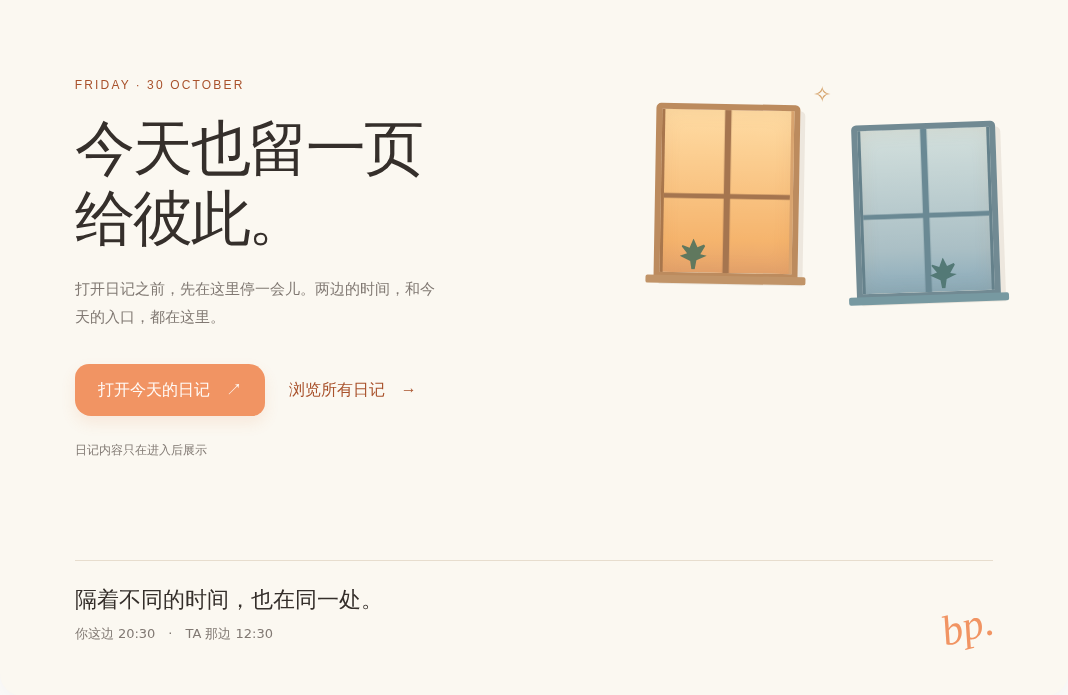 FRIDAY · 30 OCTOBER
今天也留一页
给彼此。
打开日记之前，先在这里停一会儿。两边的时间，和今
天的入口，都在这里。
打开今天的日记 ↗
浏览所有日记 →
日记内容只在进入后展示
隔着不同的时间，也在同一处。
你这边 20:30 · TA 那边 12:30
bp.